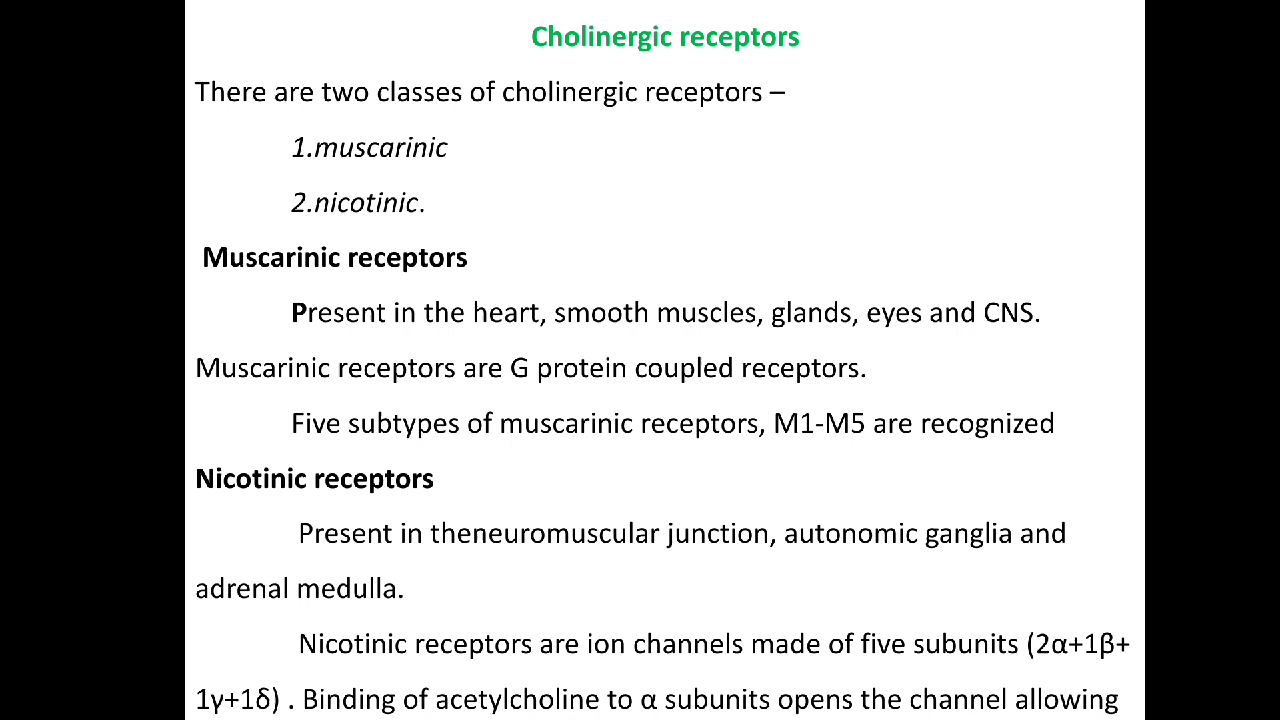 Cholinergic receptors
There are two classes of cholinergic receptors –
1.muscarinic
2.nicotinic.
Muscarinic receptors
Present in the heart, smooth muscles, glands, eyes and CNS.
Muscarinic receptors are G protein coupled receptors.
Five subtypes of muscarinic receptors, M1-M5 are recognized
Nicotinic receptors
Present in theneuromuscular junction, autonomic ganglia and
adrenal medulla.
Nicotinic receptors are ion channels made of five subunits (2α+1β+
1γ+1δ) . Binding of acetylcholine to α subunits opens the channel allowing